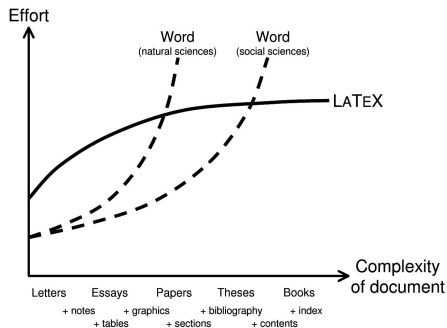 Effort
Word
(natural sciences)
Word
(social sciences)
LATEX
Complexity
of document
Letters Essays Papers Theses Books
+ notes + graphics + bibliography + index
+ tables + sections + contents